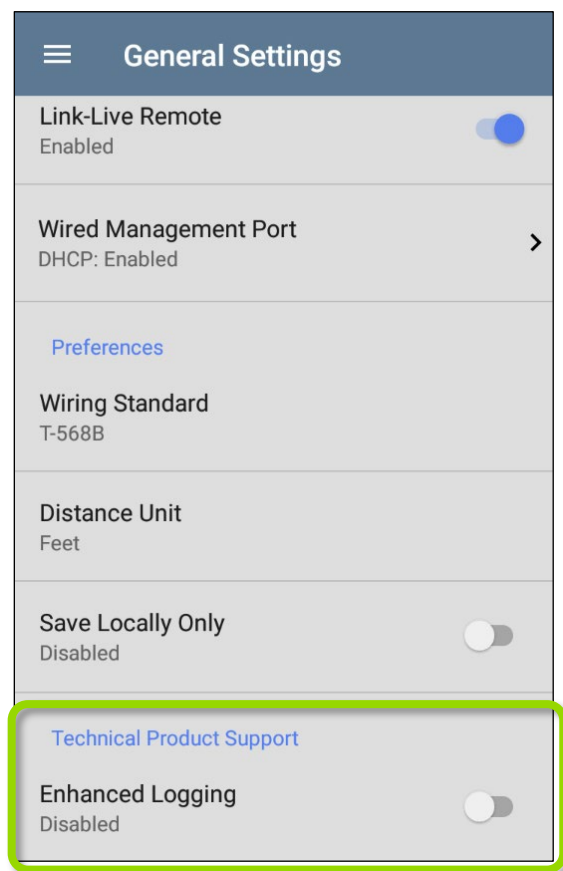 General Settings
Link-Live Remote
Enabled
Wired Management Port
DHCP: Enabled
Preferences
Wiring Standard
T-568B
Distance Unit
Feet
Save Locally Only
Disabled
Technical Product Support
Enhanced Logging
Disabled